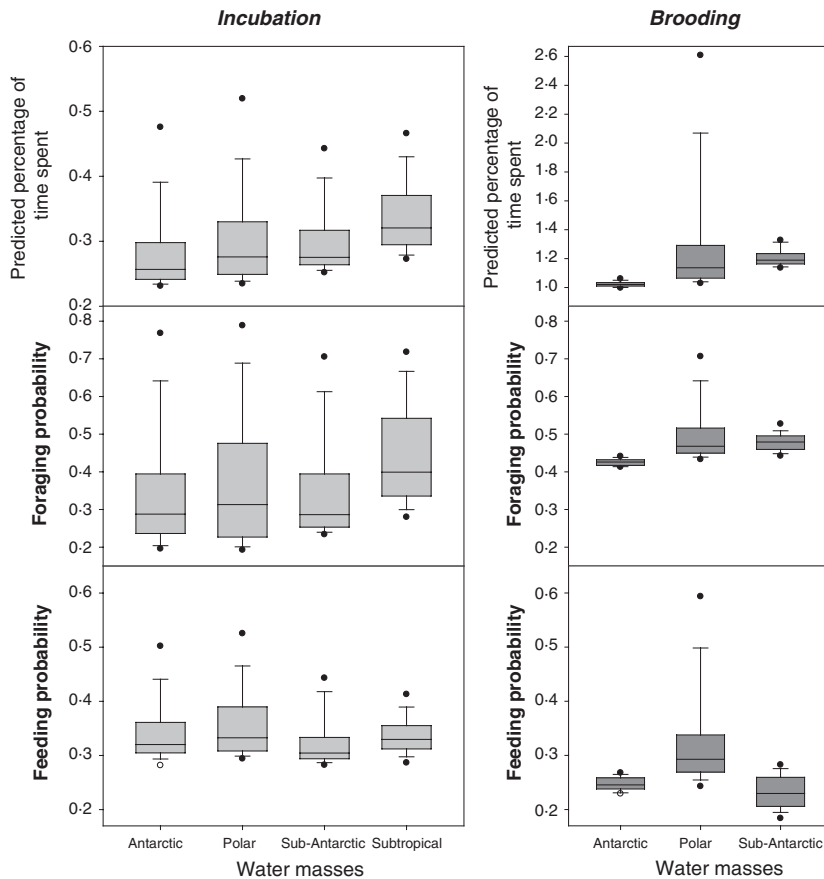 Incubation
Brooding
Predicted percentage of
time spent
0·6
0·5
0·4
0·3
0·2
Predicted percentage of
time spent
2·6
2·4
2·2
2·0
1·8
1·6
1·4
1·2
1·0
Foraging probability
0·8
0·7
0·6
0·5
0·4
0·3
0·2
Foraging probability
0·8
0·7
0·6
0·5
0·4
0·3
0·2
Feeding probability
0·6
0·5
0·4
0·3
0·2
Feeding probability
0·6
0·5
0·4
0·3
0·2
Antarctic Polar Sub-Antarctic Subtropical
Water masses
Antarctic Polar Sub-Antarctic
Water masses